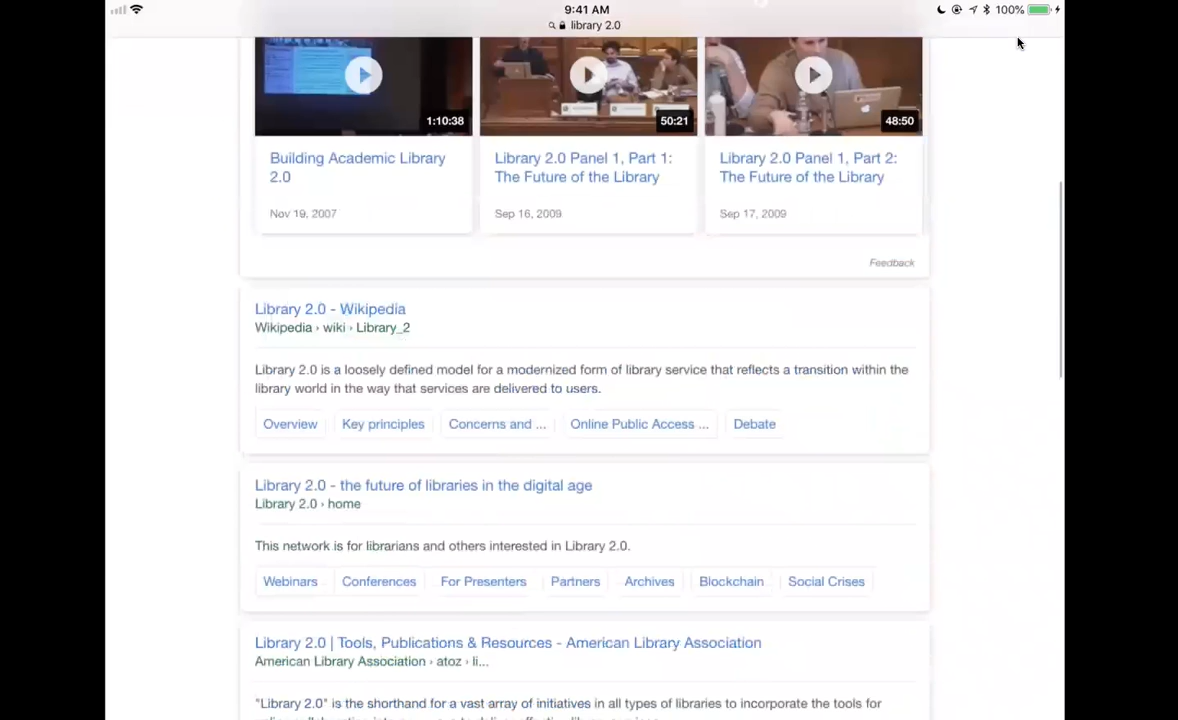 9:41 AM
100%
library 2.0
1:10:38
50:21
48:50
Building Academic Library
2.0
Nov 19, 2007
Library 2.0 Panel 1, Part 1:
The Future of the Library
Sep 16, 2009
Library 2.0 Panel 1, Part 2:
The Future of the Library
Sep 17, 2009
Feedback
Library 2.0 - Wikipedia
Wikipedia › wiki › Library_2
Library 2.0 is a loosely defined model for a modernized form of library service that reflects a transition within the
library world in the way that services are delivered to users.
Overview Key principles Concerns and ... Online Public Access ... Debate
Library 2.0 - the future of libraries in the digital age
Library 2.0 › home
This network is for librarians and others interested in Library 2.0.
Webinars Conferences For Presenters Partners Archives Blockchain Social Crises
Library 2.0 | Tools, Publications & Resources - American Library Association
American Library Association › atoz › li...
"Library 2.0" is the shorthand for a vast array of initiatives in all types of libraries to incorporate the tools for